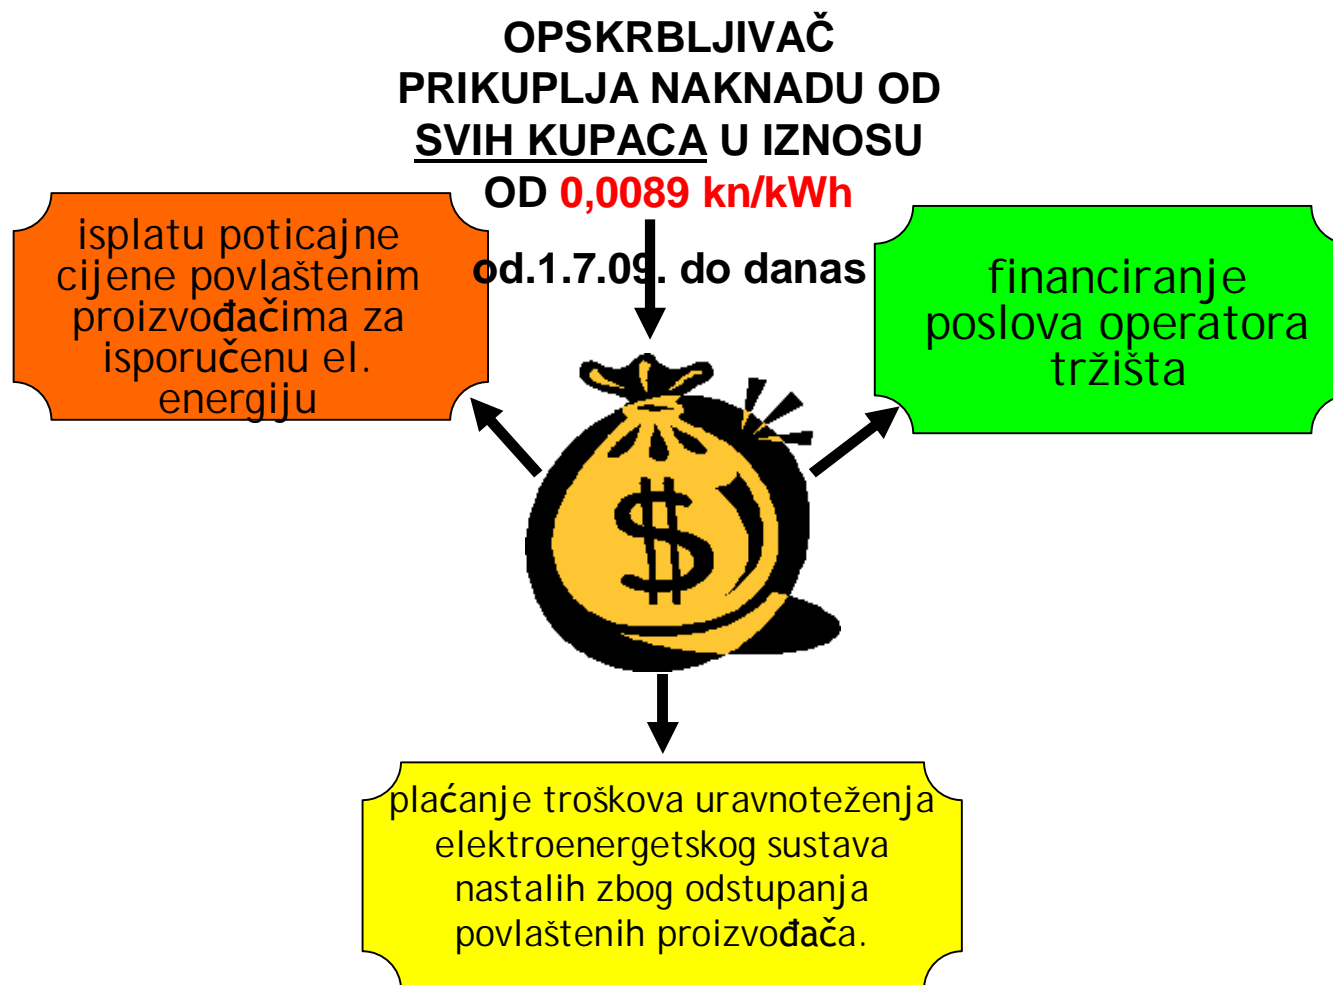 OPSKRBLJIVAČ
PRIKUPLJA NAKNADU OD
SVIH KUPACA U IZNOSU
OD 0,0089 kn/kWh
od.1.7.09. do danas
isplatu poticajne
cijene povlaštenim
proizvođačima za
isporučenu el.
energiju
financiranje
poslova operatora
tržišta
$
plaćanje troškova uravnoteženja
elektroenergetskog sustava
nastalih zbog odstupanja
povlaštenih proizvođača.